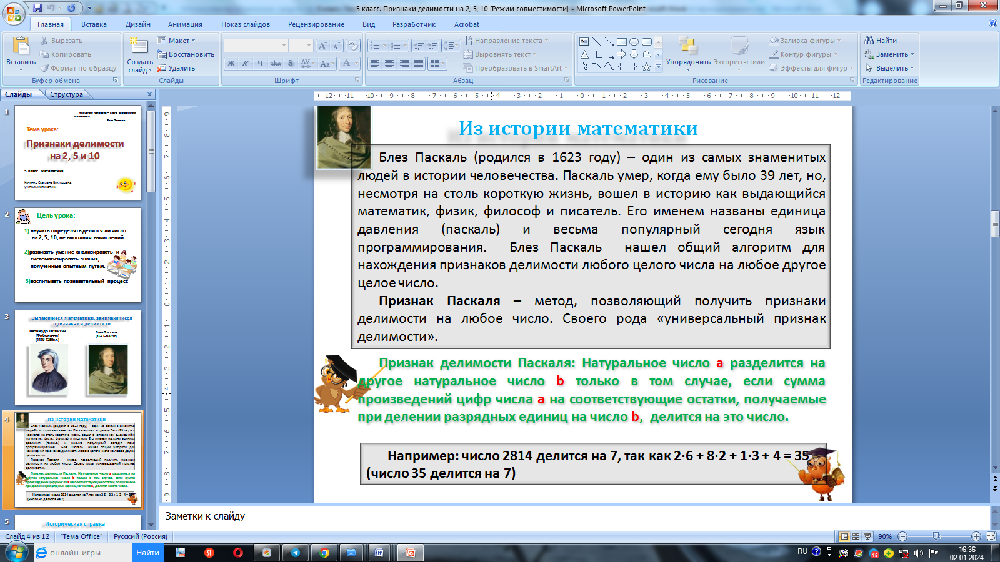 5 класс. Признаки делимости на 2, 5, 10 [Режим совместимости] - Microsoft PowerPoint
Главная Вставка Дизайн Анимация Показ слайдов Рецензирование Вид Разработчик Acrobat
Вставить
Вырезать
Копировать
Формат по образцу
Буфер обмена
Создать слайд
Макет
Восстановить
Удалить
Слайды
Ж К Ч abc S AV Aa A
Шрифт
Направление текста
Выровнять текст
Преобразовать в SmartArt
Абзац
Упорядочить
Экспресс-стили
Заливка фигуры
Контур фигуры
Эффекты для фигур
Рисование
Найти
Заменить
Выделить
Редактирование
Слайды Структура
1
Тема урока:
Признаки делимости
на 2, 5 и 10
5 класс. Математика
учитель математики
2
Цель урока:
1) научить определять делится ли число
на 2, 5, 10, не выполняя вычислений
2)развивать умение анализировать и
систематизировать знания,
полученные опытным путем.
3)воспитывать познавательный процесс
3
Выдающиеся математики, занимающиеся
признаками делимости
Леонардо Пизанский
(Фибоначчи)
(1170-1250г.г.)
Блез Паскаль
(1623-1662гг)
4
Из истории математики
5
Историческая справка
Из истории математики
Блез Паскаль (родился в 1623 году) – один из самых знаменитых
людей в истории человечества. Паскаль умер, когда ему было 39 лет, но,
несмотря на столь короткую жизнь, вошел в историю как выдающийся
математик, физик, философ и писатель. Его именем названы единица
давления (паскаль) и весьма популярный сегодня язык
программирования. Блез Паскаль нашел общий алгоритм для
нахождения признаков делимости любого целого числа на любое другое
целое число.
Признак Паскаля – метод, позволяющий получить признаки
делимости на любое число. Своего рода «универсальный признак
делимости».
Признак делимости Паскаля: Натуральное число а разделится на
другое натуральное число b только в том случае, если сумма
произведений цифр числа а на соответствующие остатки, получаемые
при делении разрядных единиц на число b, делится на это число.
Например: число 2814 делится на 7, так как 2·6 + 8·2 + 1·3 + 4 = 35
(число 35 делится на 7)
Заметки к слайду
Слайд 4 из 12 "Тема Office" Русский (Россия) 90%
онлайн-игры Найти
RU 18 16:36
02.01.2024